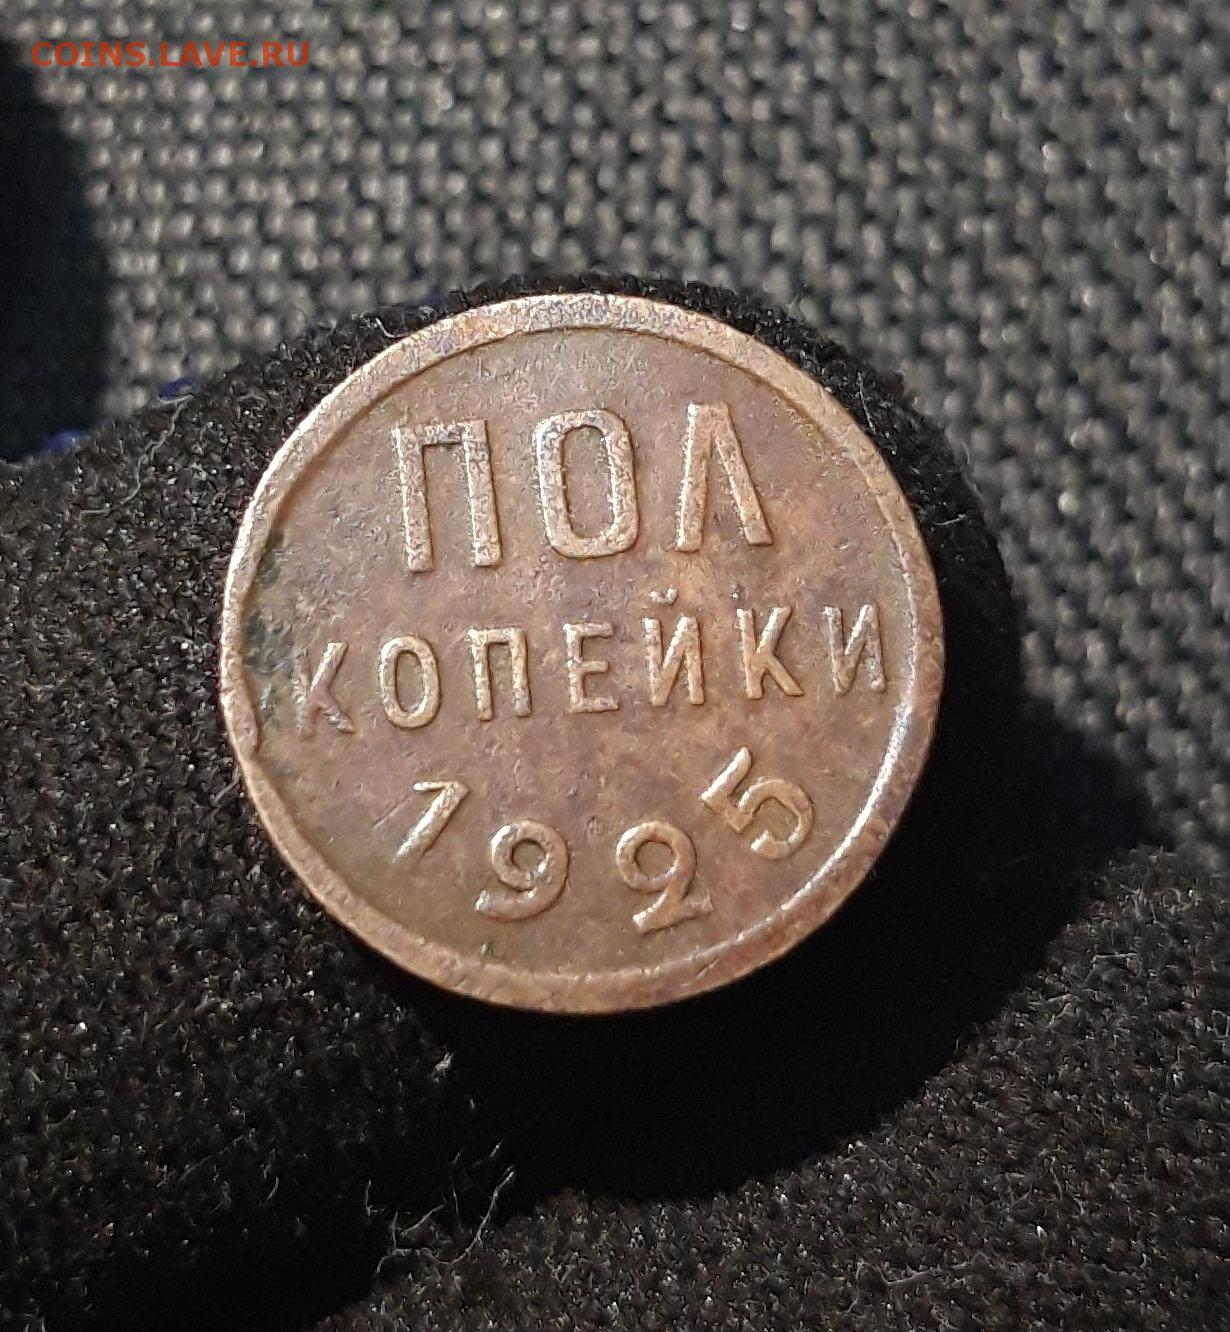 COINS.LAVE.RU
ПОЛ
КОПЕЙКИ
1925